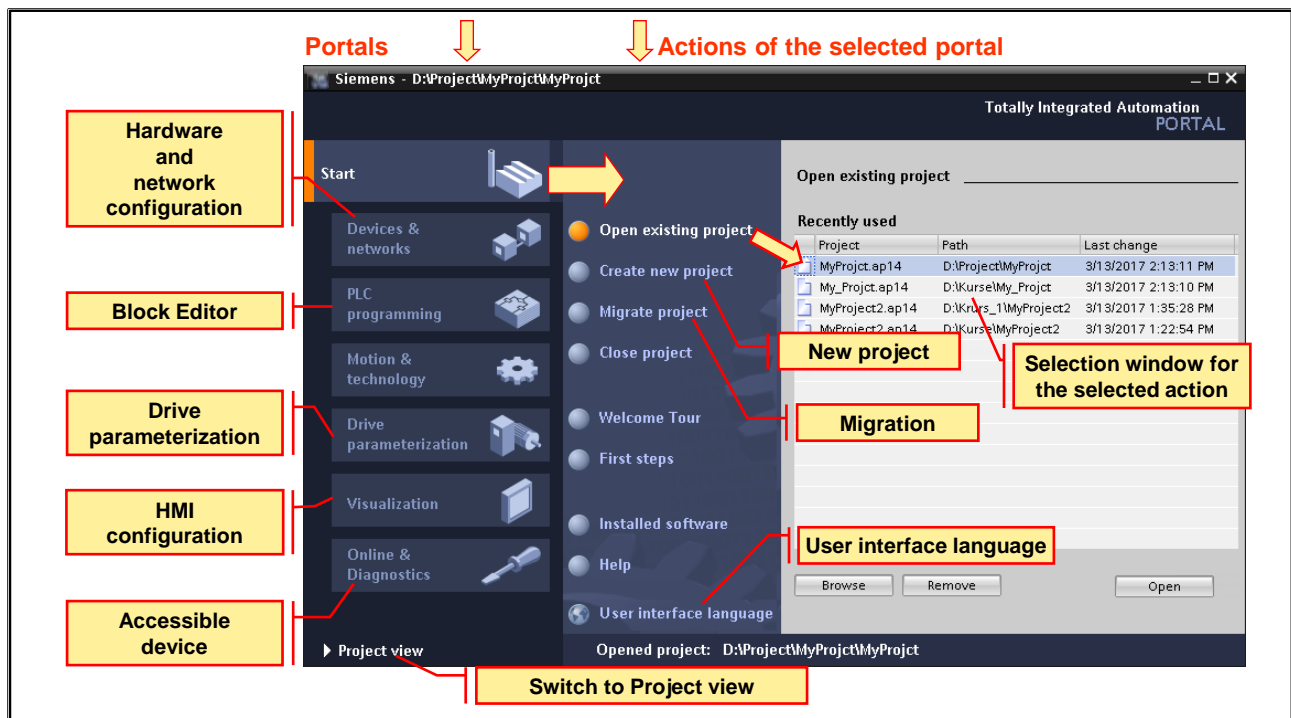 Portals
Actions of the selected portal
Siemens - D:\Project\MyProjct\MyProjct
Totally Integrated Automation
PORTAL
Hardware
and
network
configuration
Block Editor
Drive
parameterization
HMI
configuration
Accessible
device
Start
Devices &
networks
PLC
programming
Motion &
technology
Drive
parameterization
Visualization
Online &
Diagnostics
Project view
Open existing project
Create new project
Migrate project
Close project
Welcome Tour
First steps
Installed software
Help
User interface language
Open existing project
Recently used
Project Path Last change
MyProjct.ap14 D:\Project\MyProjct 3/13/2017 2:13:11 PM
My_Projct.ap14 D:\Kurse\My_Projct 3/13/2017 2:13:10 PM
MyProject2.ap14 D:\Krurs_1\MyProject2 3/13/2017 1:35:28 PM
MyProject2.ap14 D:\Kurse\MyProject2 3/13/2017 1:22:54 PM
New project
Selection window for
the selected action
Migration
User interface language
Browse Remove Open
Opened project: D:\Project\MyProjct\MyProjct
Switch to Project view